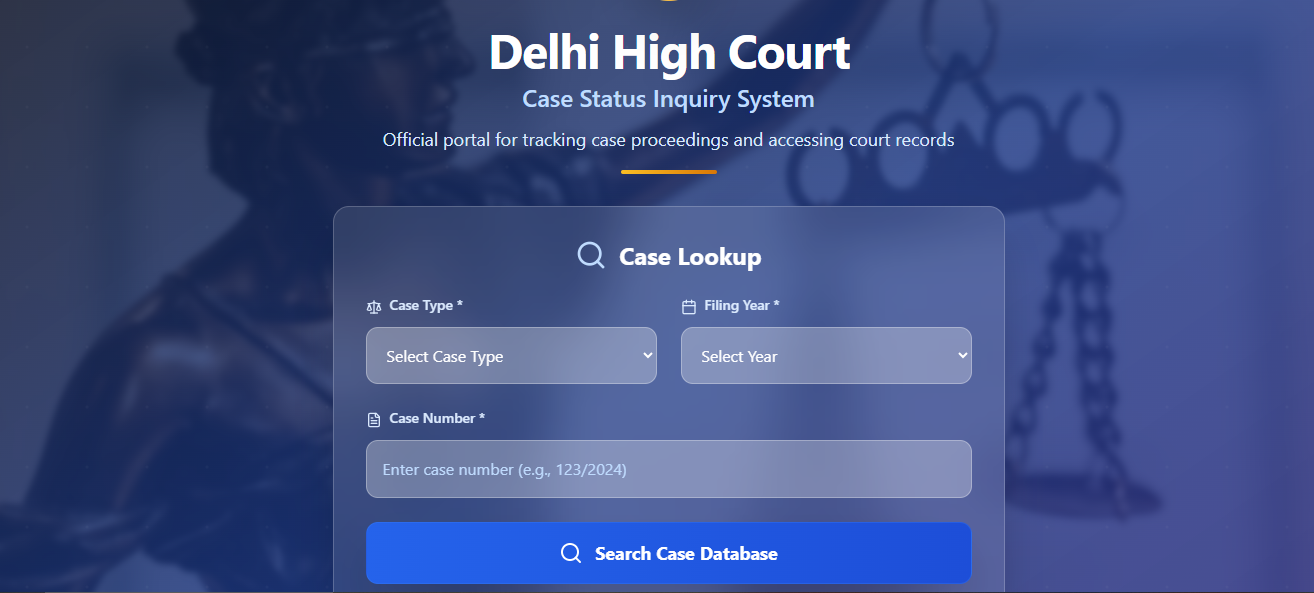 Delhi High Court
Case Status Inquiry System
Official portal for tracking case proceedings and accessing court records
Case Lookup
Case Type *
Filing Year *
Select Case Type
Select Year
Case Number *
Enter case number (e.g., 123/2024)
Search Case Database